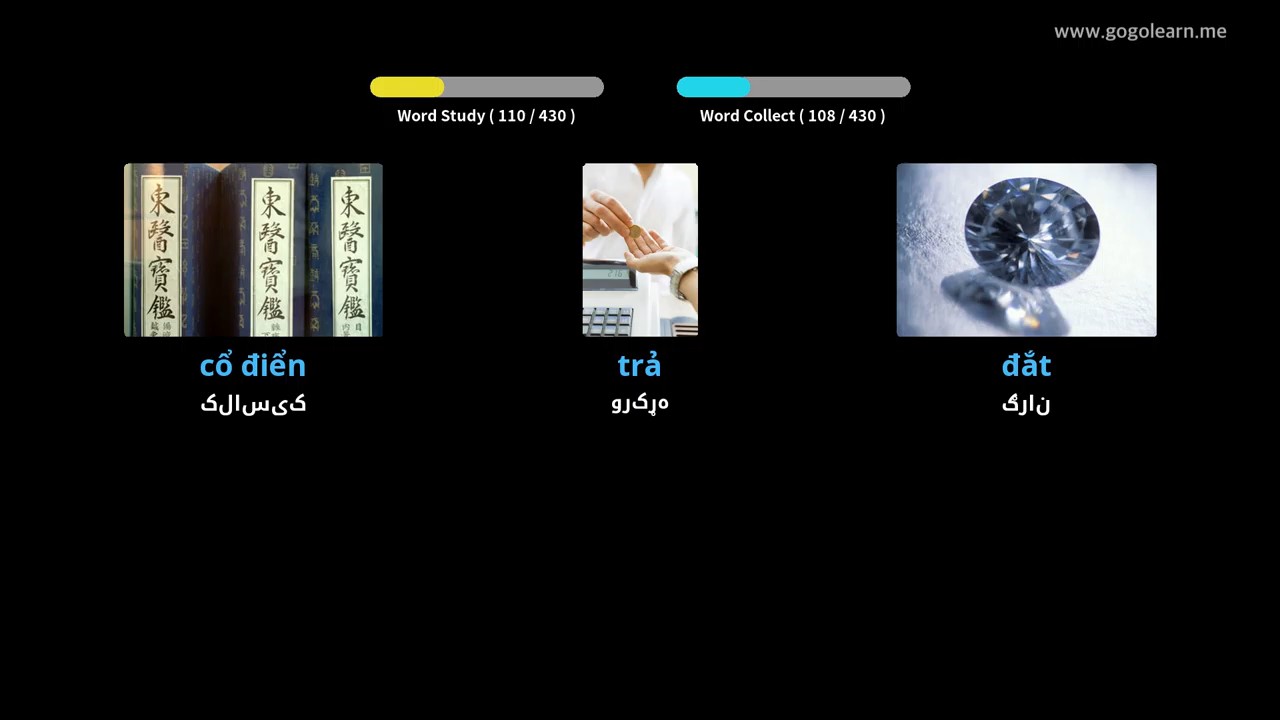 www.gogolearn.me
Word Study ( 110 / 430 )
Word Collect ( 108 / 430 )
東醫寶鑑
東醫寶鑑
東醫寶鑑
cổ điển
کلاسیک
trả
ورکړه
đắt
گران